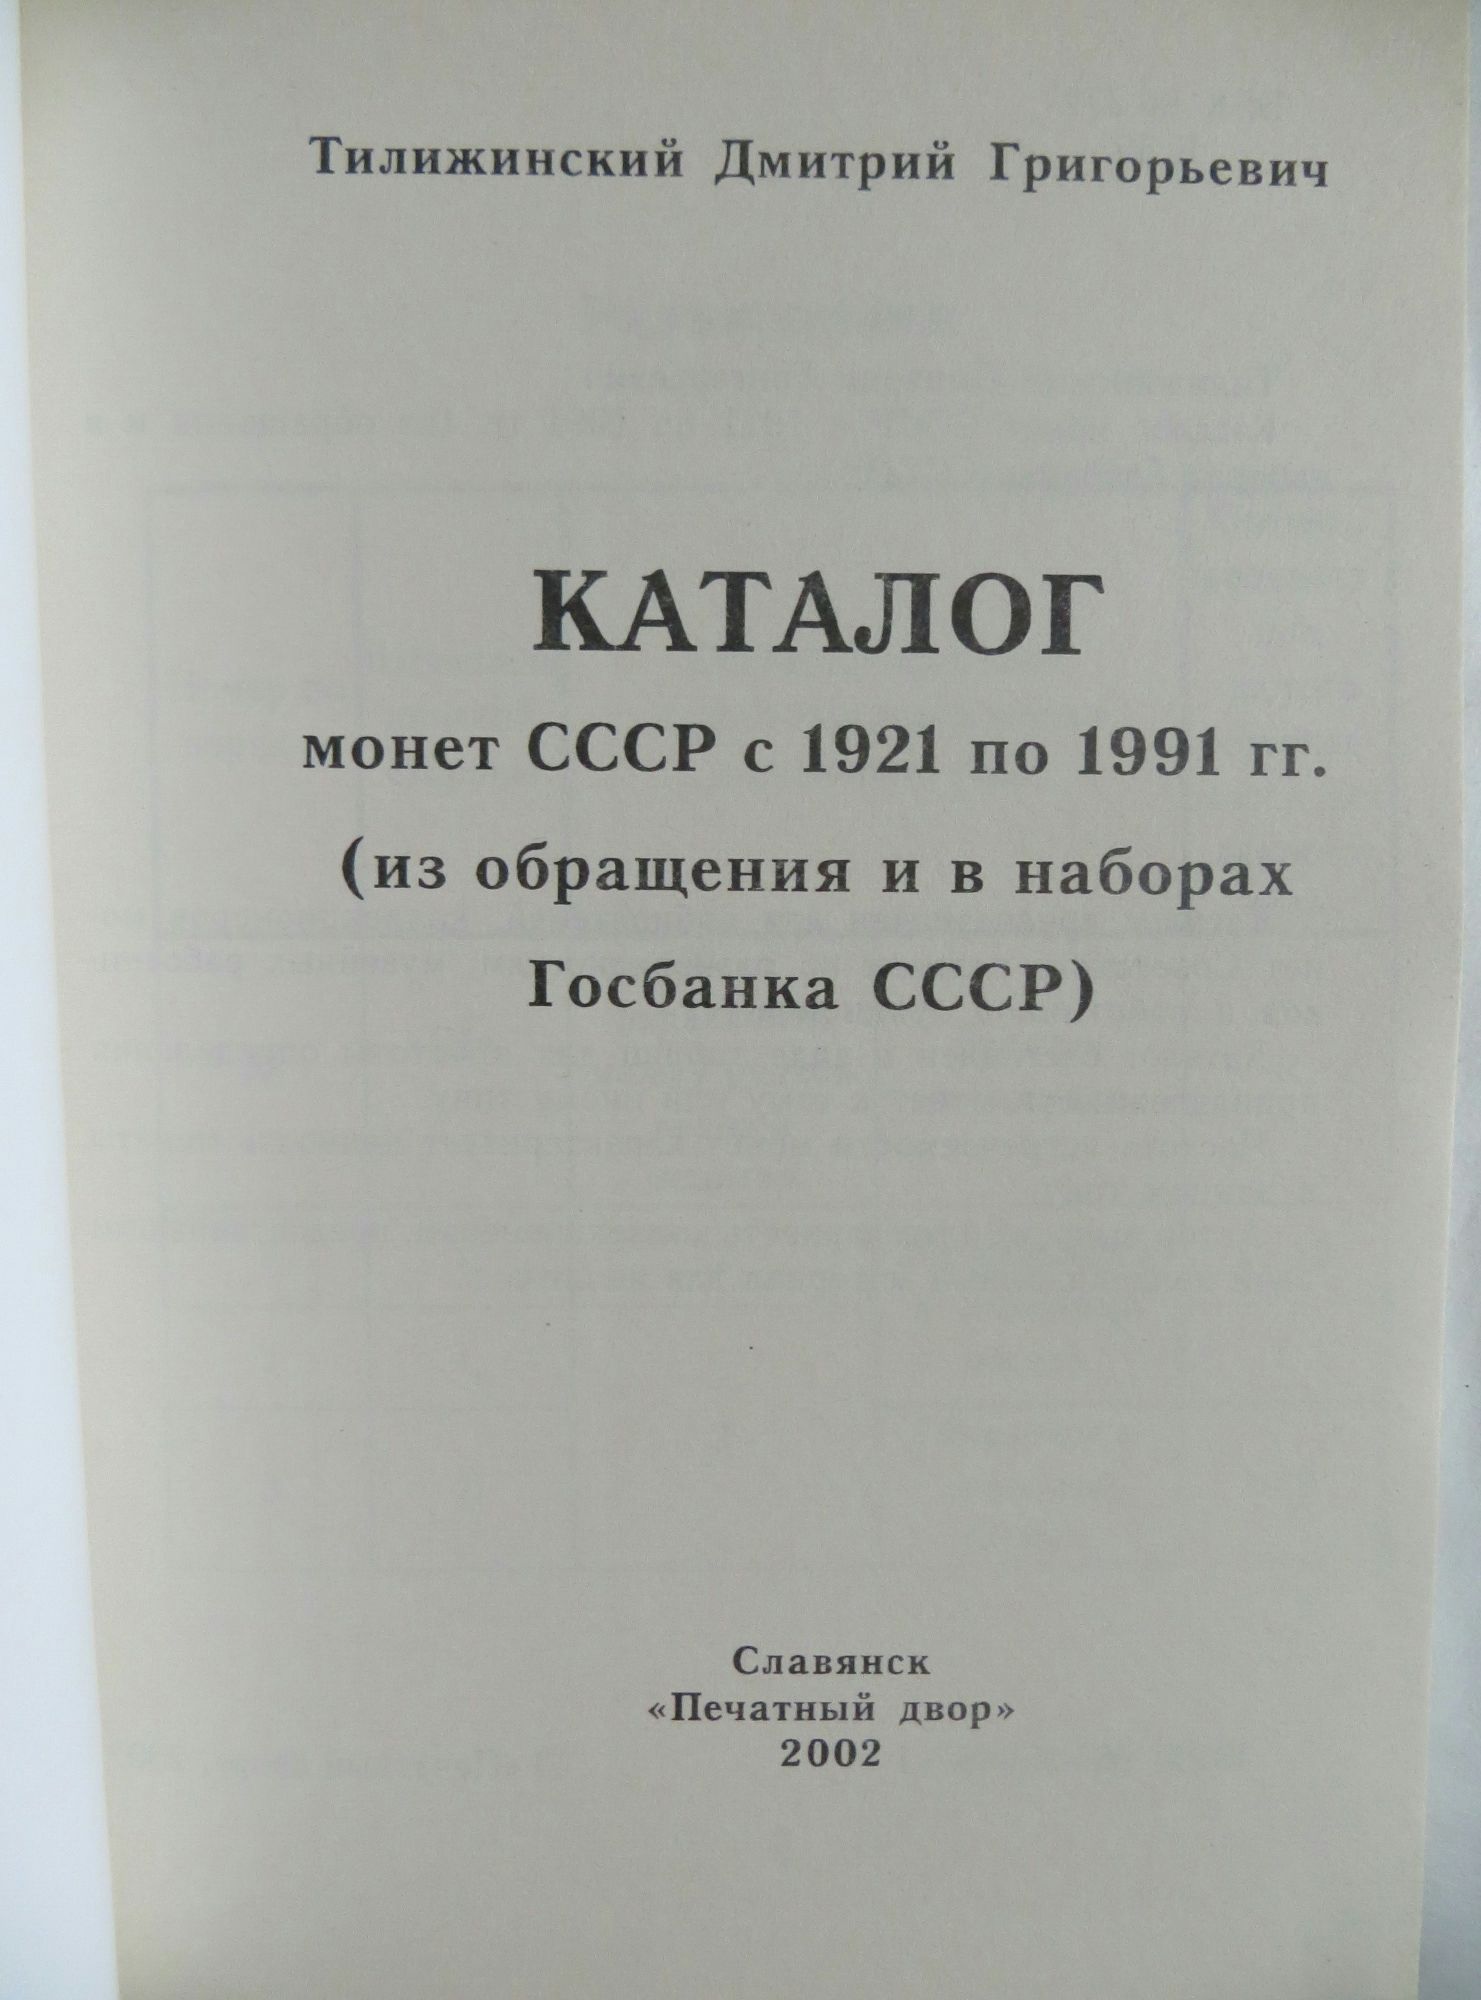 Тилижинский Дмитрий Григорьевич
КАТАЛОГ
монет СССР с 1921 по 1991 гг.
(из обращения и в наборах
Госбанка СССР)
Славянск
«Печатный двор»
2002